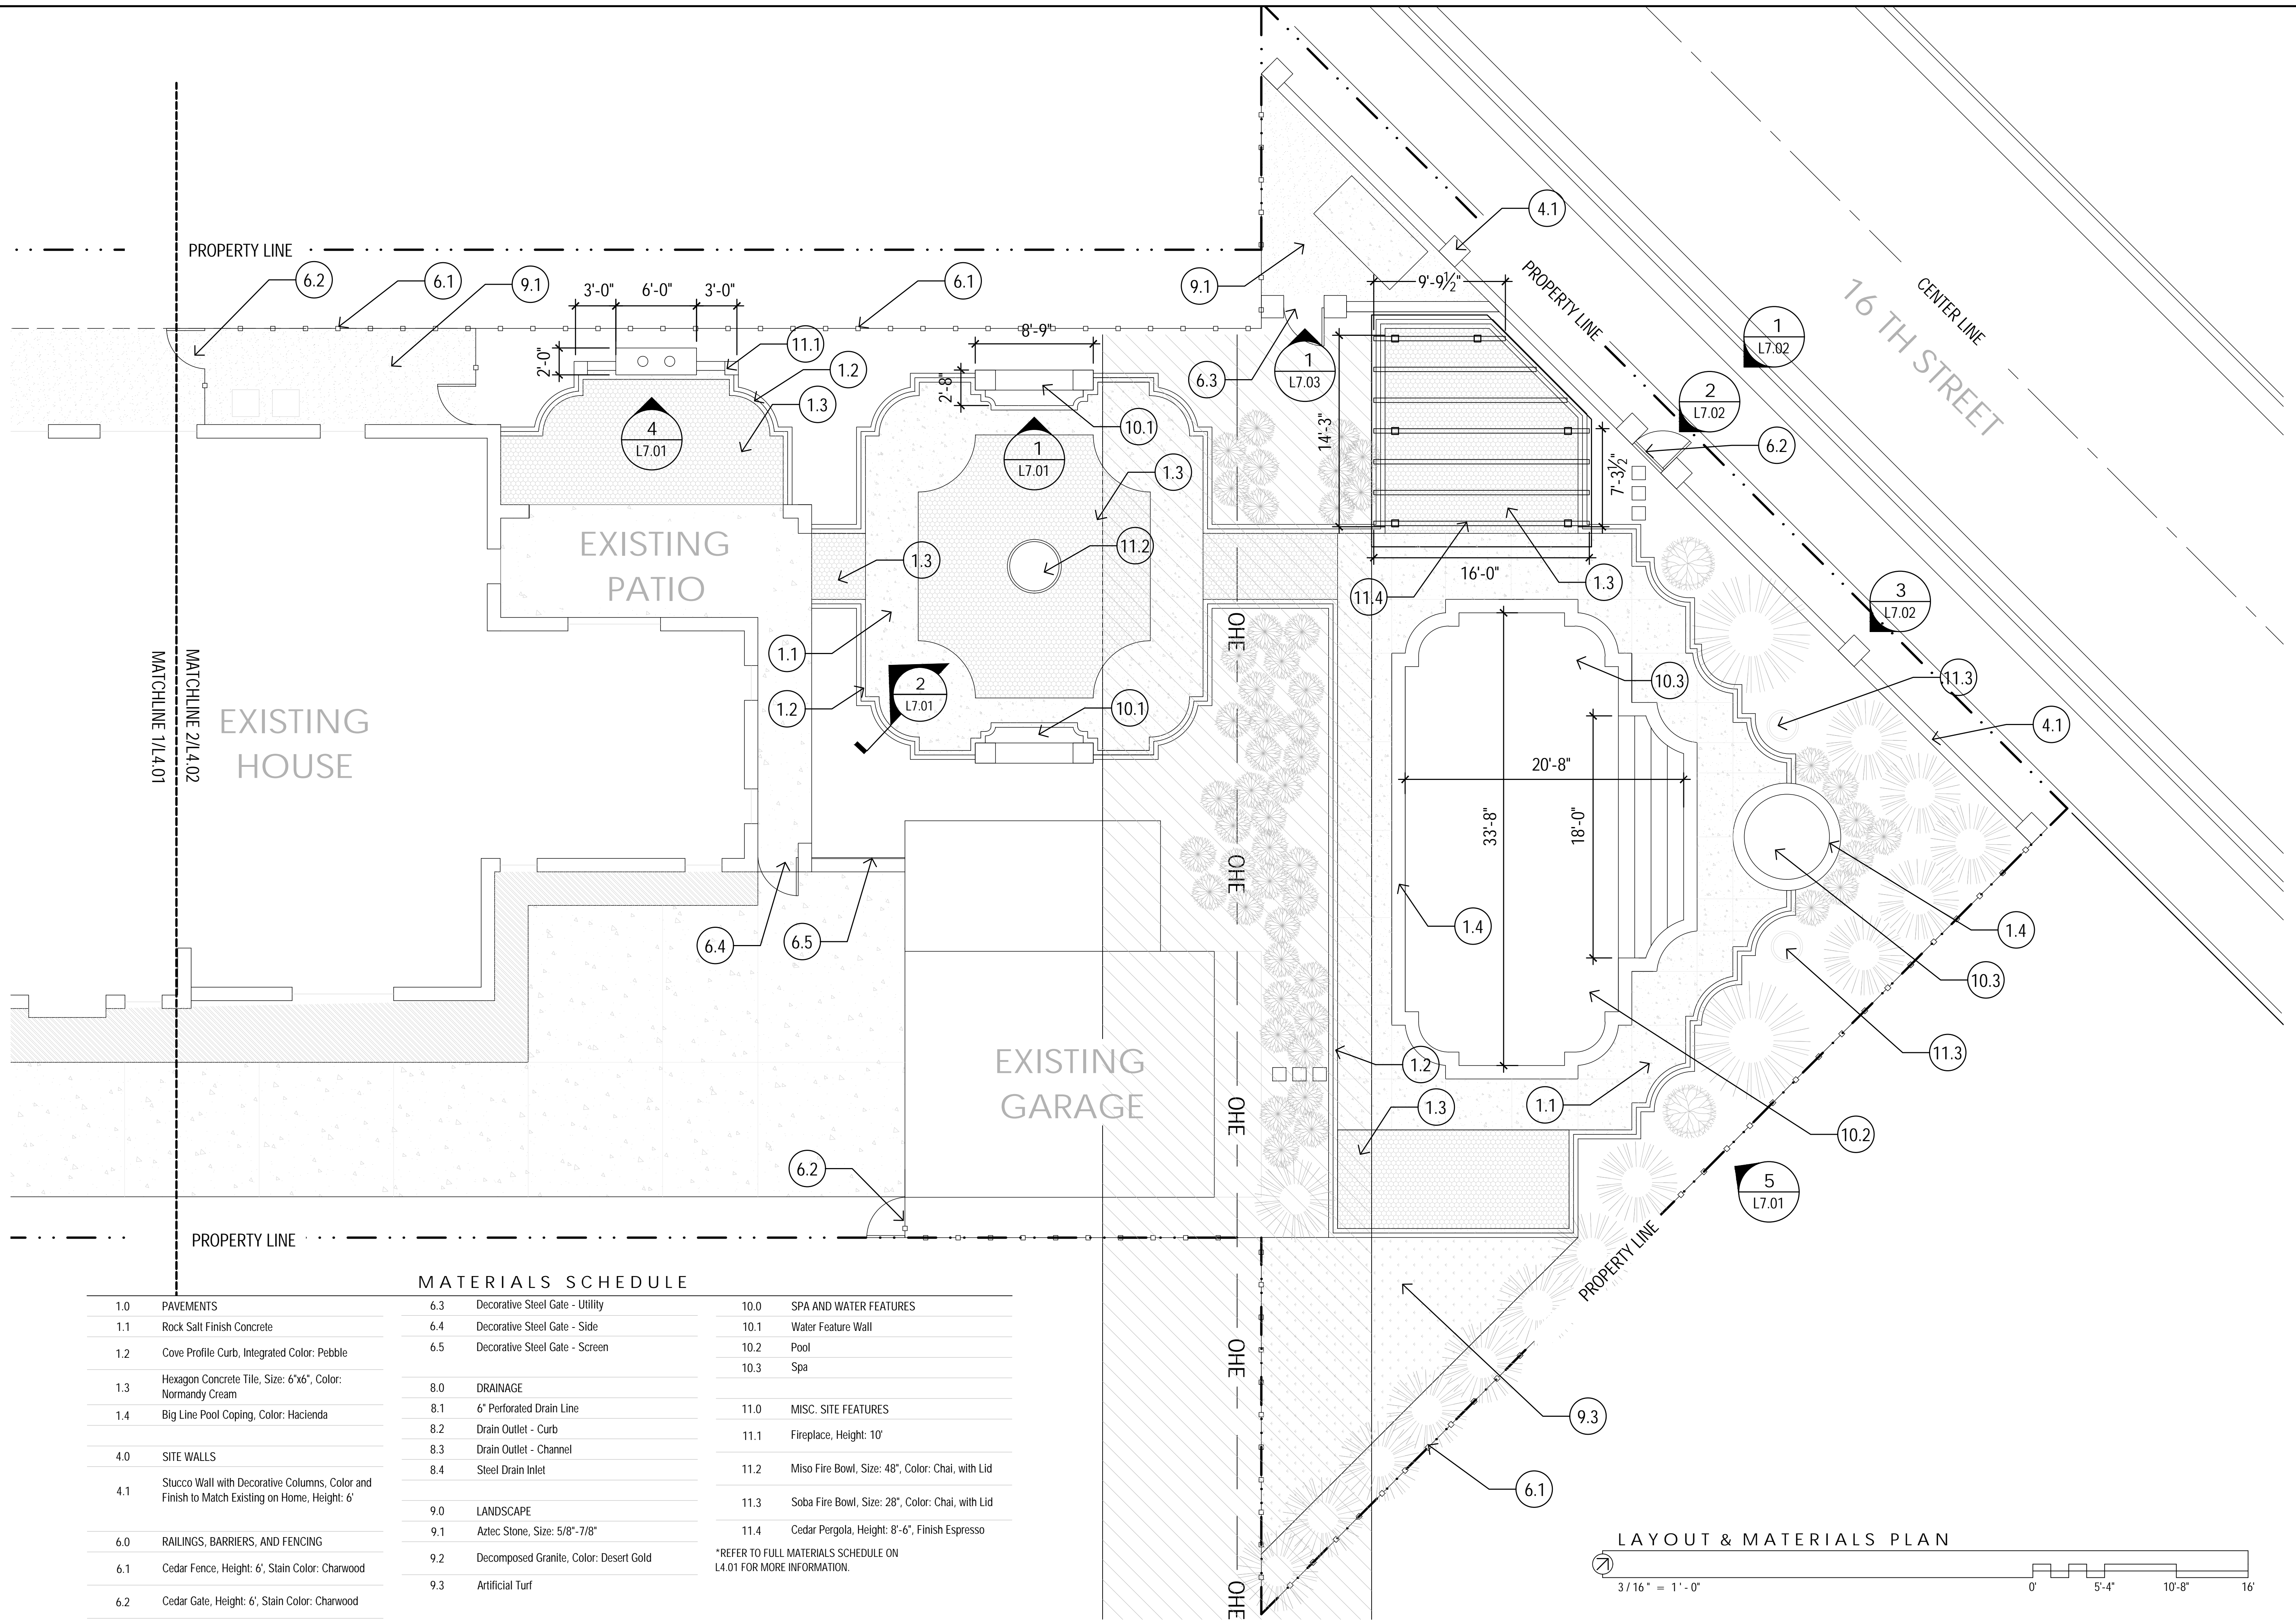 PROPERTY LINE
6.2
6.1
9.1
3'-0"
6'-0"
3'-0"
2'-0"
11.1
1.2
1.3
6.1
8'-9"
2'-8"
10.1
9.1
6.3
1
L7.03
4.1
9'-9½"
14'-3"
7'-3½"
16'-0"
PROPERTY LINE
CENTER LINE
16 TH STREET
1
L7.02
2
L7.02
6.2
3
L7.02
4
L7.01
1
L7.01
1.3
11.2
1.3
EXISTING
PATIO
11.4
1.3
OHE
1.1
1.2
2
L7.01
10.1
10.3
11.3
4.1
MATCHLINE 1/L4.01
MATCHLINE 2/L4.02
EXISTING
HOUSE
20'-8"
33'-8"
18'-0"
OHE
6.4
6.5
1.4
1.4
10.3
11.3
EXISTING
GARAGE
OHE
1.2
1.3
1.1
10.2
6.2
5
L7.01
PROPERTY LINE
PROPERTY LINE
OHE
9.3
6.1
OHE
MATERIALS SCHEDULE
1.0 PAVEMENTS
1.1 Rock Salt Finish Concrete
1.2 Cove Profile Curb, Integrated Color: Pebble
1.3 Hexagon Concrete Tile, Size: 6"x6", Color:
Normandy Cream
1.4 Big Line Pool Coping, Color: Hacienda
4.0 SITE WALLS
4.1 Stucco Wall with Decorative Columns, Color and
Finish to Match Existing on Home, Height: 6'
6.0 RAILINGS, BARRIERS, AND FENCING
6.1 Cedar Fence, Height: 6', Stain Color: Charwood
6.2 Cedar Gate, Height: 6', Stain Color: Charwood
6.3 Decorative Steel Gate - Utility
6.4 Decorative Steel Gate - Side
6.5 Decorative Steel Gate - Screen
8.0 DRAINAGE
8.1 6" Perforated Drain Line
8.2 Drain Outlet - Curb
8.3 Drain Outlet - Channel
8.4 Steel Drain Inlet
9.0 LANDSCAPE
9.1 Aztec Stone, Size: 5/8"-7/8"
9.2 Decomposed Granite, Color: Desert Gold
9.3 Artificial Turf
10.0 SPA AND WATER FEATURES
10.1 Water Feature Wall
10.2 Pool
10.3 Spa
11.0 MISC. SITE FEATURES
11.1 Fireplace, Height: 10'
11.2 Miso Fire Bowl, Size: 48", Color: Chai, with Lid
11.3 Soba Fire Bowl, Size: 28", Color: Chai, with Lid
11.4 Cedar Pergola, Height: 8'-6", Finish Espresso
*REFER TO FULL MATERIALS SCHEDULE ON
L4.01 FOR MORE INFORMATION.
LAYOUT & MATERIALS PLAN
3/16" = 1'-0"
0' 5'-4" 10'-8" 16'